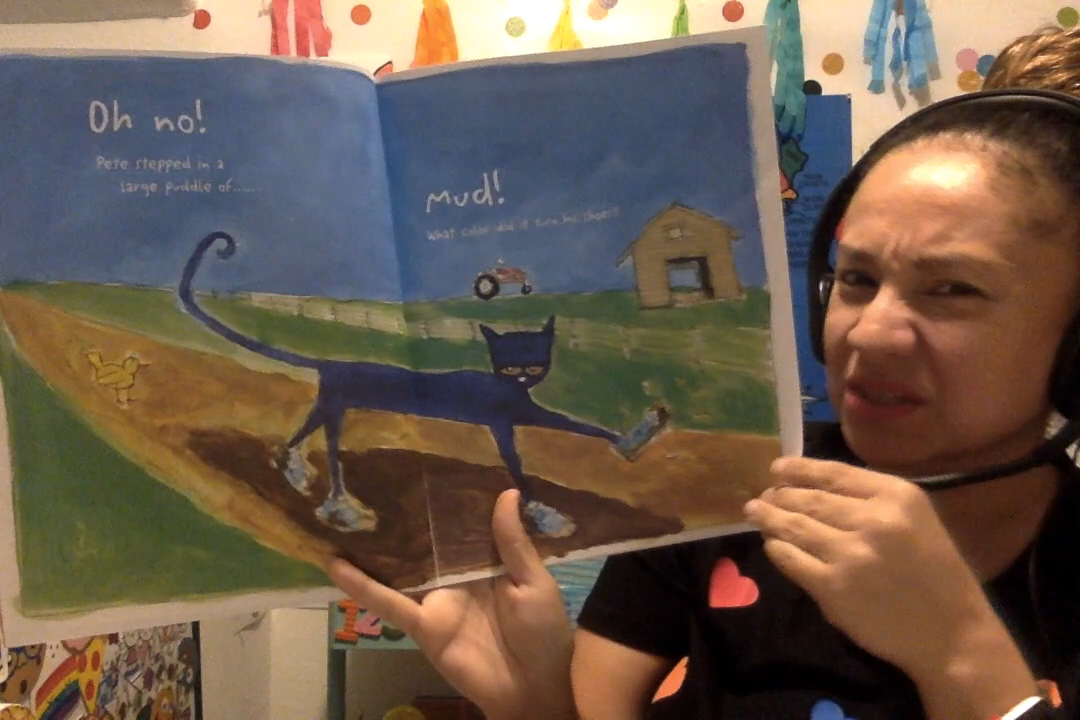 Oh no!
Pete stepped in a
large puddle of......
mud!
What color did it turn his shoes?